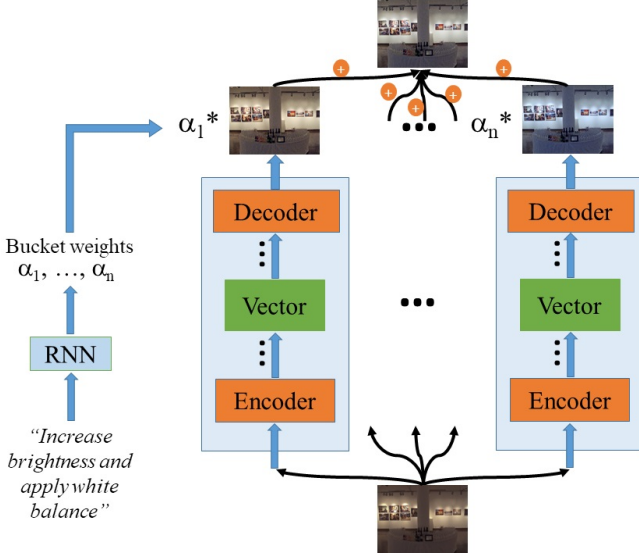 +
+
+
+
+
α₁*
...
αₙ*
Decoder
Decoder
Bucket weights
α₁, ..., αₙ
Vector
...
Vector
RNN
Encoder
Encoder
“Increase
brightness and
apply white
balance”